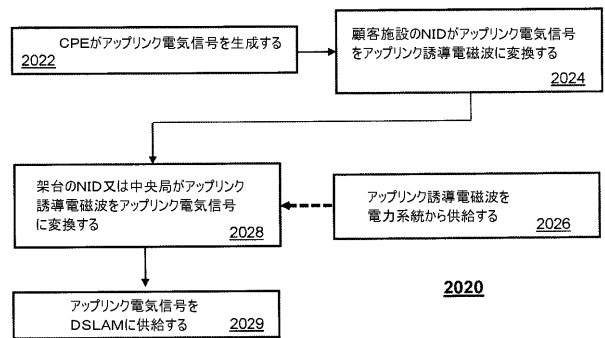 CPEがアップリンク電気信号を生成する
2022
顧客施設のNIDがアップリンク電気信号
をアップリンク誘導電磁波に変換する
2024
架台のNID又は中央局がアップリンク
誘導電磁波をアップリンク電気信号
に変換する
2028
アップリンク誘導電磁波を
電力系統から供給する
2026
アップリンク電気信号を
DSLAMに供給する
2029
2020